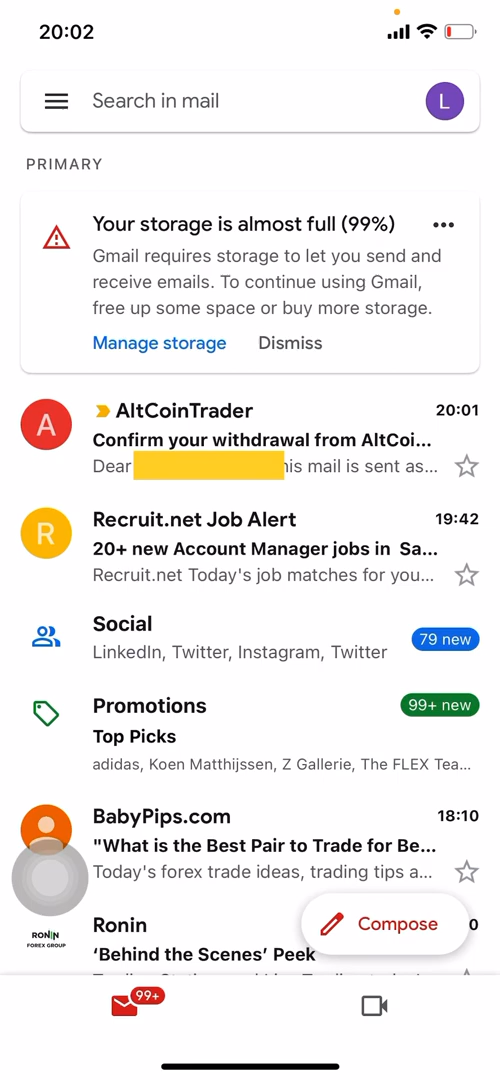 20:02
Search in mail
L
PRIMARY
Your storage is almost full (99%)
Gmail requires storage to let you send and
receive emails. To continue using Gmail,
free up some space or buy more storage.
Manage storage Dismiss
A
AltCoinTrader 20:01
Confirm your withdrawal from AltCoi...
Dear his mail is sent as...
R
Recruit.net Job Alert 19:42
20+ new Account Manager jobs in Sa...
Recruit.net Today's job matches for you...
Social
79 new
LinkedIn, Twitter, Instagram, Twitter
Promotions 99+ new
Top Picks
adidas, Koen Matthijssen, Z Gallerie, The FLEX Tea...
BabyPips.com 18:10
"What is the Best Pair to Trade for Be...
Today's forex trade ideas, trading tips a...
RONIN
FOREX GROUP
Ronin 0
‘Behind the Scenes’ Peek
Compose
99+